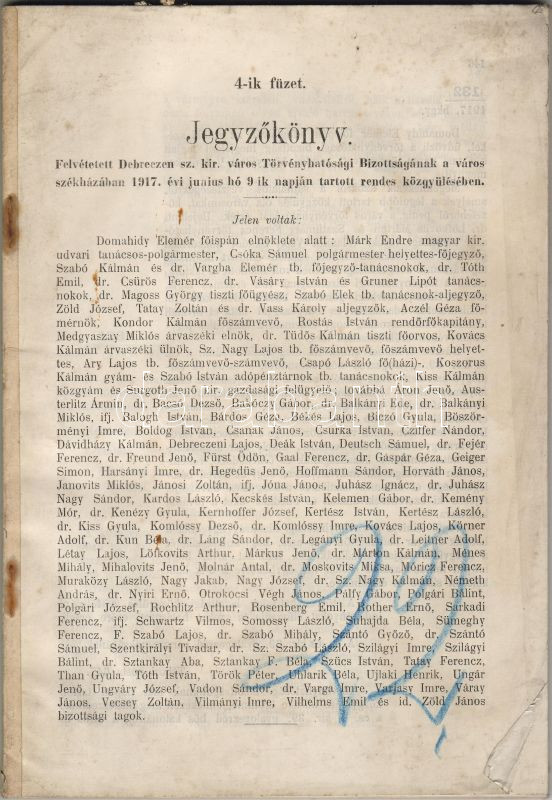 4-ik füzet.
Jegyzőkönyv.
Felvétetett Debreczen sz. kir. város Törvényhatósági Bizottságának a város
székházában 1917. évi junius hó 9-ik napján tartott rendes közgyülésében.
Jelen voltak:
Domahidy Elemér főispán elnöklete alatt: Márk Endre magyar kir.
udvari tanácsos-polgármester, Csóka Sámuel polgármester-helyettes-főjegyző,
Szabó Kálmán és dr. Vargha Elemér tb. főjegyző-tanácsnokok, dr. Tóth
Emil, dr. Csürös Ferencz, dr. Vásáry István és Gruner Lipót tanács-
nokok, dr. Magoss György tiszti főügyész, Szabó Elek tb. tanácsnok-aljegyző,
Zöld József, Tatay Zoltán és dr. Vass Károly aljegyzők, Aczél Géza fő-
mérnök, Kondor Kálmán főszámvevő, Rostás István rendőrfőkapitány,
Medgyaszay Miklós árvaszéki elnök, dr. Tüdős Kálmán tiszti főorvos, Kovács
Kálmán árvaszéki ülnök, Sz. Nagy Lajos tb. főszámvevő, főszámvevő helyet-
tes, Ary Lajos tb. főszámvevő-számvevő, Csapó László fő(házi)-, Koszorus
Kálmán gyám- és Szabó István adópénztárnok tb. tanácsnokok, Kiss Kálmán
közgyám és Surgoth Jenő kir. gazdasági felügyelő; továbbá Áron Jenő, Aus-
terlitz Ármin, dr. Bacsó Dezső, Bakóczy Gábor, dr. Balkányi Ede, Balkányi
Miklós, ifj. Balogh István, Bárdos Géza, Békés Lajos, Biczó Gyula, Böször-
ményi Imre, Boldog István, Csanak János, Csurka István, Czifer Nándor,
Dávidházy Kálmán, Debreczeni Lajos, Deák István, Deutsch Sámuel, dr. Fejér
Ferencz, dr. Freund Jenő, Fürst Ödön, Gaal Ferencz, dr. Gáspár Géza, Geiger
Simon, Harsányi Imre, dr. Hegedüs Jenő, Hoffmann Sándor, Horváth János,
Janovits Miklós, Jánosi Zoltán, ifj. Jóna János, Juhász Ignácz, dr. Juhász
Nagy Sándor, Kardos László, Kecskés István, Kelemen Gábor, dr. Kemény
Mór, dr. Kenézy Gyula, Kernhoffer József, Kertész István, Kertész László,
dr. Kiss Gyula, Komlóssy Dezső, dr. Komlóssy Imre, Kovács Lajos, Körner
Adolf, dr. Kun Béla, dr. Láng Sándor, dr. Legányi Gyula, dr. Leitner Adolf,
Létay Lajos, Löfkovits Arthur, Márkus Jenő, dr. Márton Kálmán, Ménes
Mihály, Mihalovits Jenő, Molnár Antal, dr. Moskovits Miksa, Móricz Ferencz,
Muraközy László, Nagy Jakab, Nagy József, dr. Sz. Nagy Kálmán, Németh
András, dr. Nyiri Ernő, Otrokocsi Végh János, Pálffy Gábor, Polgári Bálint,
Polgári József, Rochlitz Arthur, Rosenberg Emil, Rother Ernő, Sárkadi
Ferencz, ifj. Schwartz Vilmos, Somossy László, Suhajda Béla, Sümeghy
Ferencz, F. Szabó Lajos, dr. Szabó Mihály, Szántó Győző, dr. Szántó
Sámuel, Szentkirályi Tivadar, dr. Sz. Szabó László, Szilágyi Imre, Szilágyi
Bálint, dr. Sztankay Aba, Sztankay F. Béla, Szücs István, Tatay Ferencz,
Than Gyula, Tóth István, Török Péter, Uhlarik Béla, Ujlaki Henrik, Ungár
Jenő, Ungváry József, Vadon Sándor, dr. Varga Imre, Varjasy Imre, Váray
János, Vecsey Zoltán, Vilmányi Imre, Vilhelms Emil és id. Zöld János
bizottsági tagok.